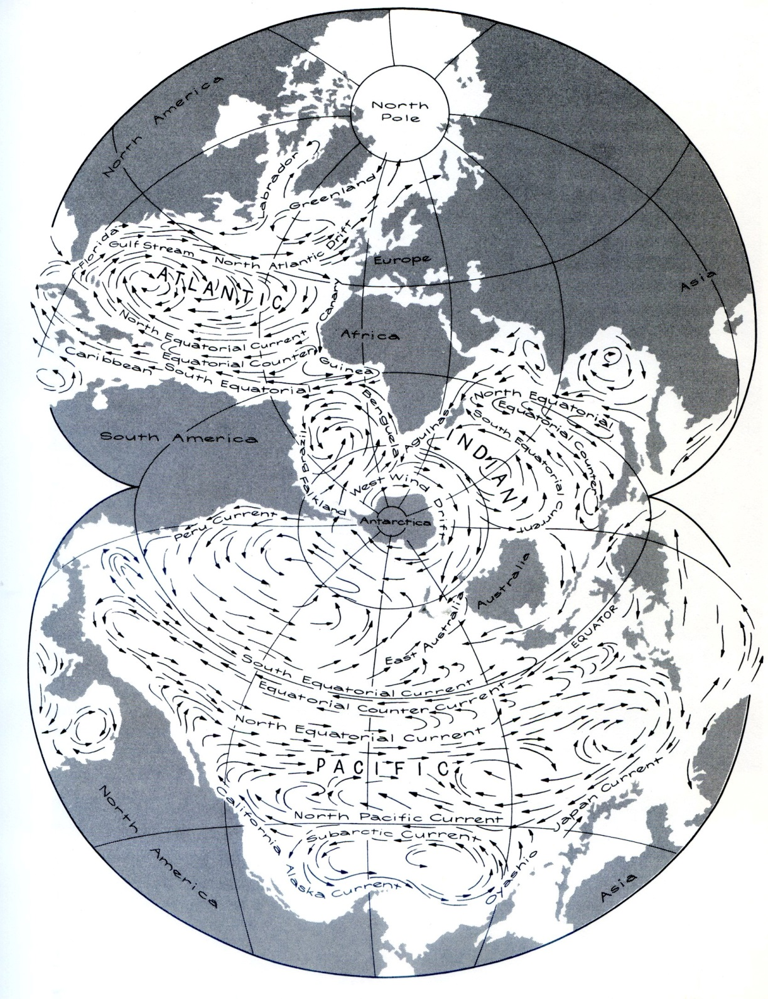 North
Pole
North America
Labrador
Greenland
Florida
Gulf Stream
North Atlantic Drift
Europe
Asia
ATLANTIC
Canary
North Equatorial Current
Africa
Equatorial Counter
Guinea
Caribbean
South Equatorial
Benguela
North Equatorial
Equatorial Counter
South Equatorial Current
Agulhas
INDIAN
South America
Brazil
Falkland
West Wind Drift
Antarctica
Peru Current
Australia
East Australia
EQUATOR
South Equatorial Current
Equatorial Counter Current
North Equatorial Current
PACIFIC
Japan Current
North Pacific Current
California
Subarctic Current
Alaska Current
Oyashio
North
America
Asia